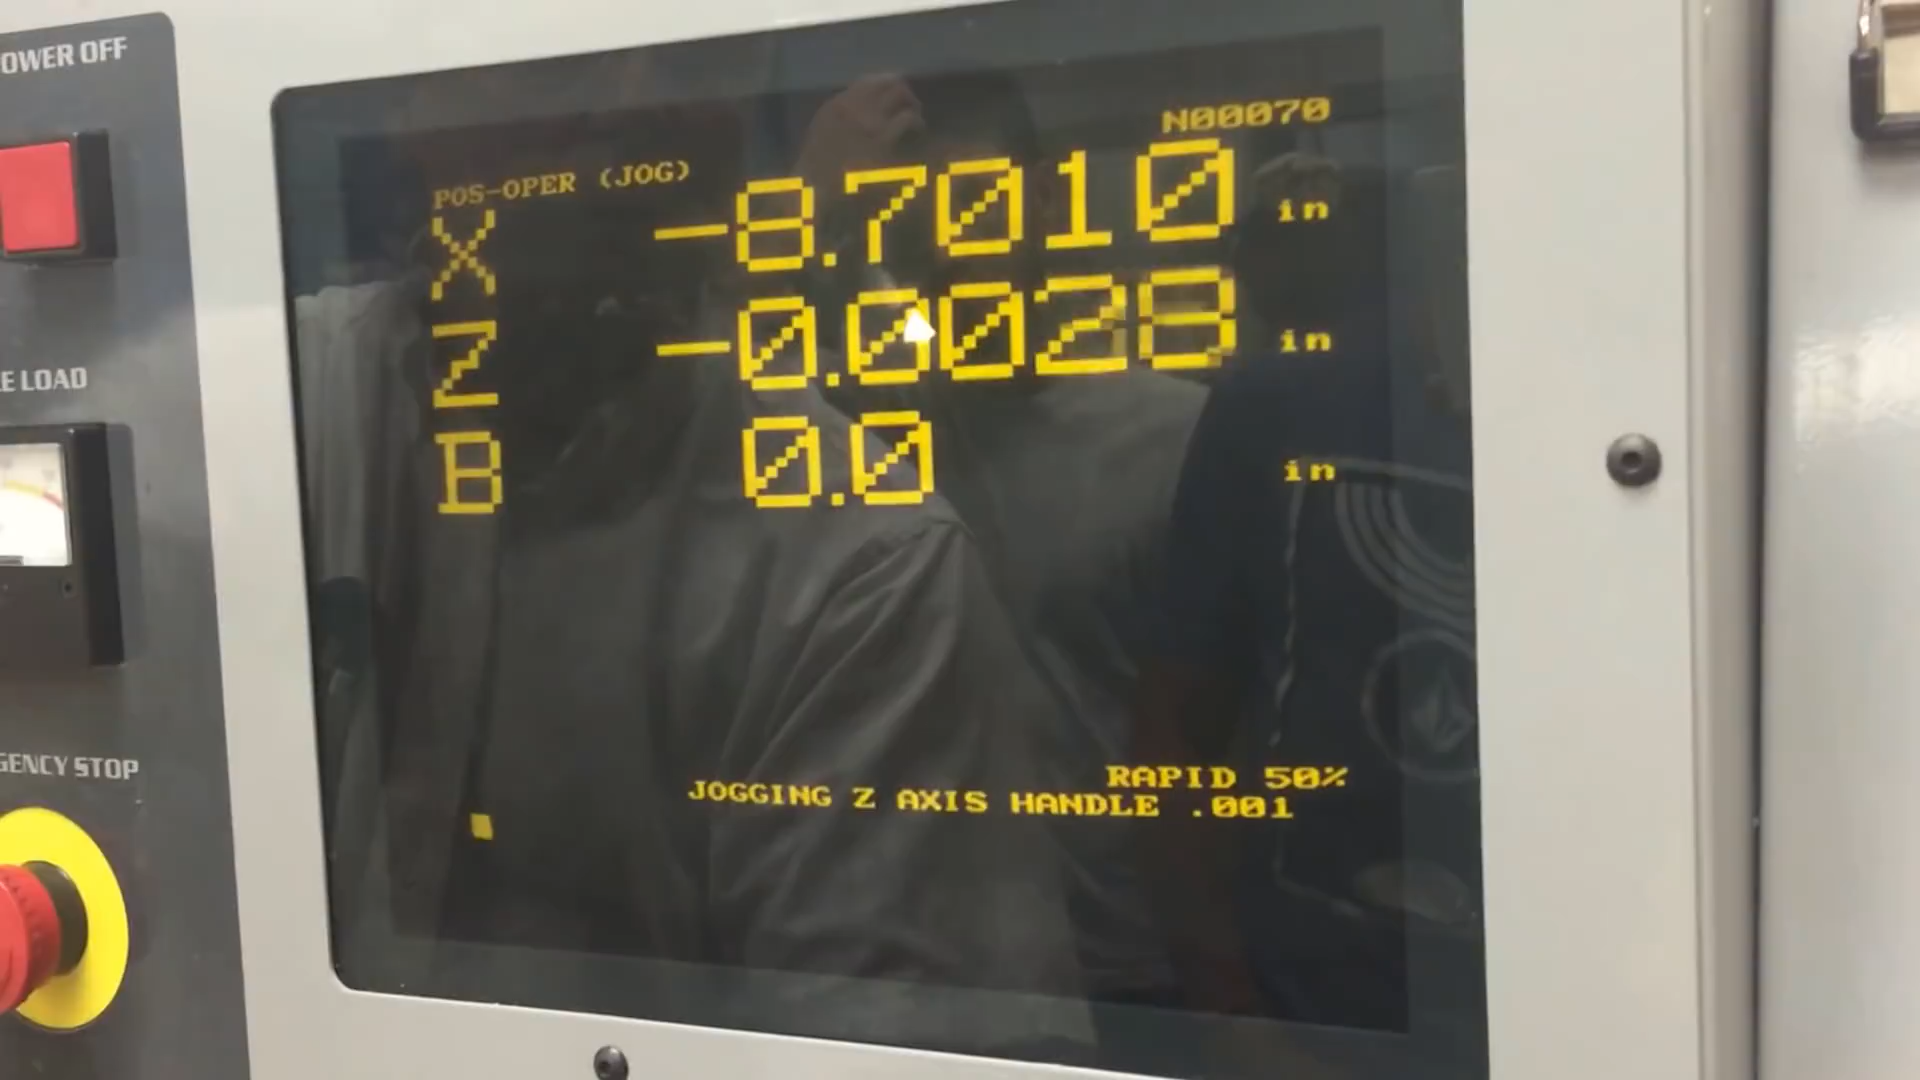 OWER OFF
E LOAD
GENCY STOP
N00070
POS-OPER (JOG)
X -8.7010 in
Z -0.0028 in
B 0.0 in
RAPID 50%
JOGGING Z AXIS HANDLE .001